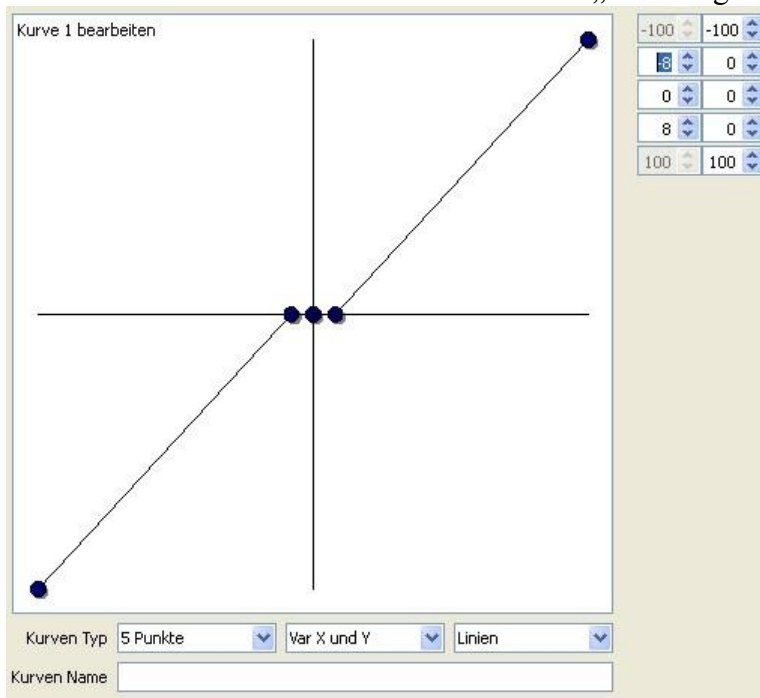 Kurve 1 bearbeiten
-100 -100
-8 0
0 0
8 0
100 100
Kurven Typ 5 Punkte Var X und Y Linien
Kurven Name